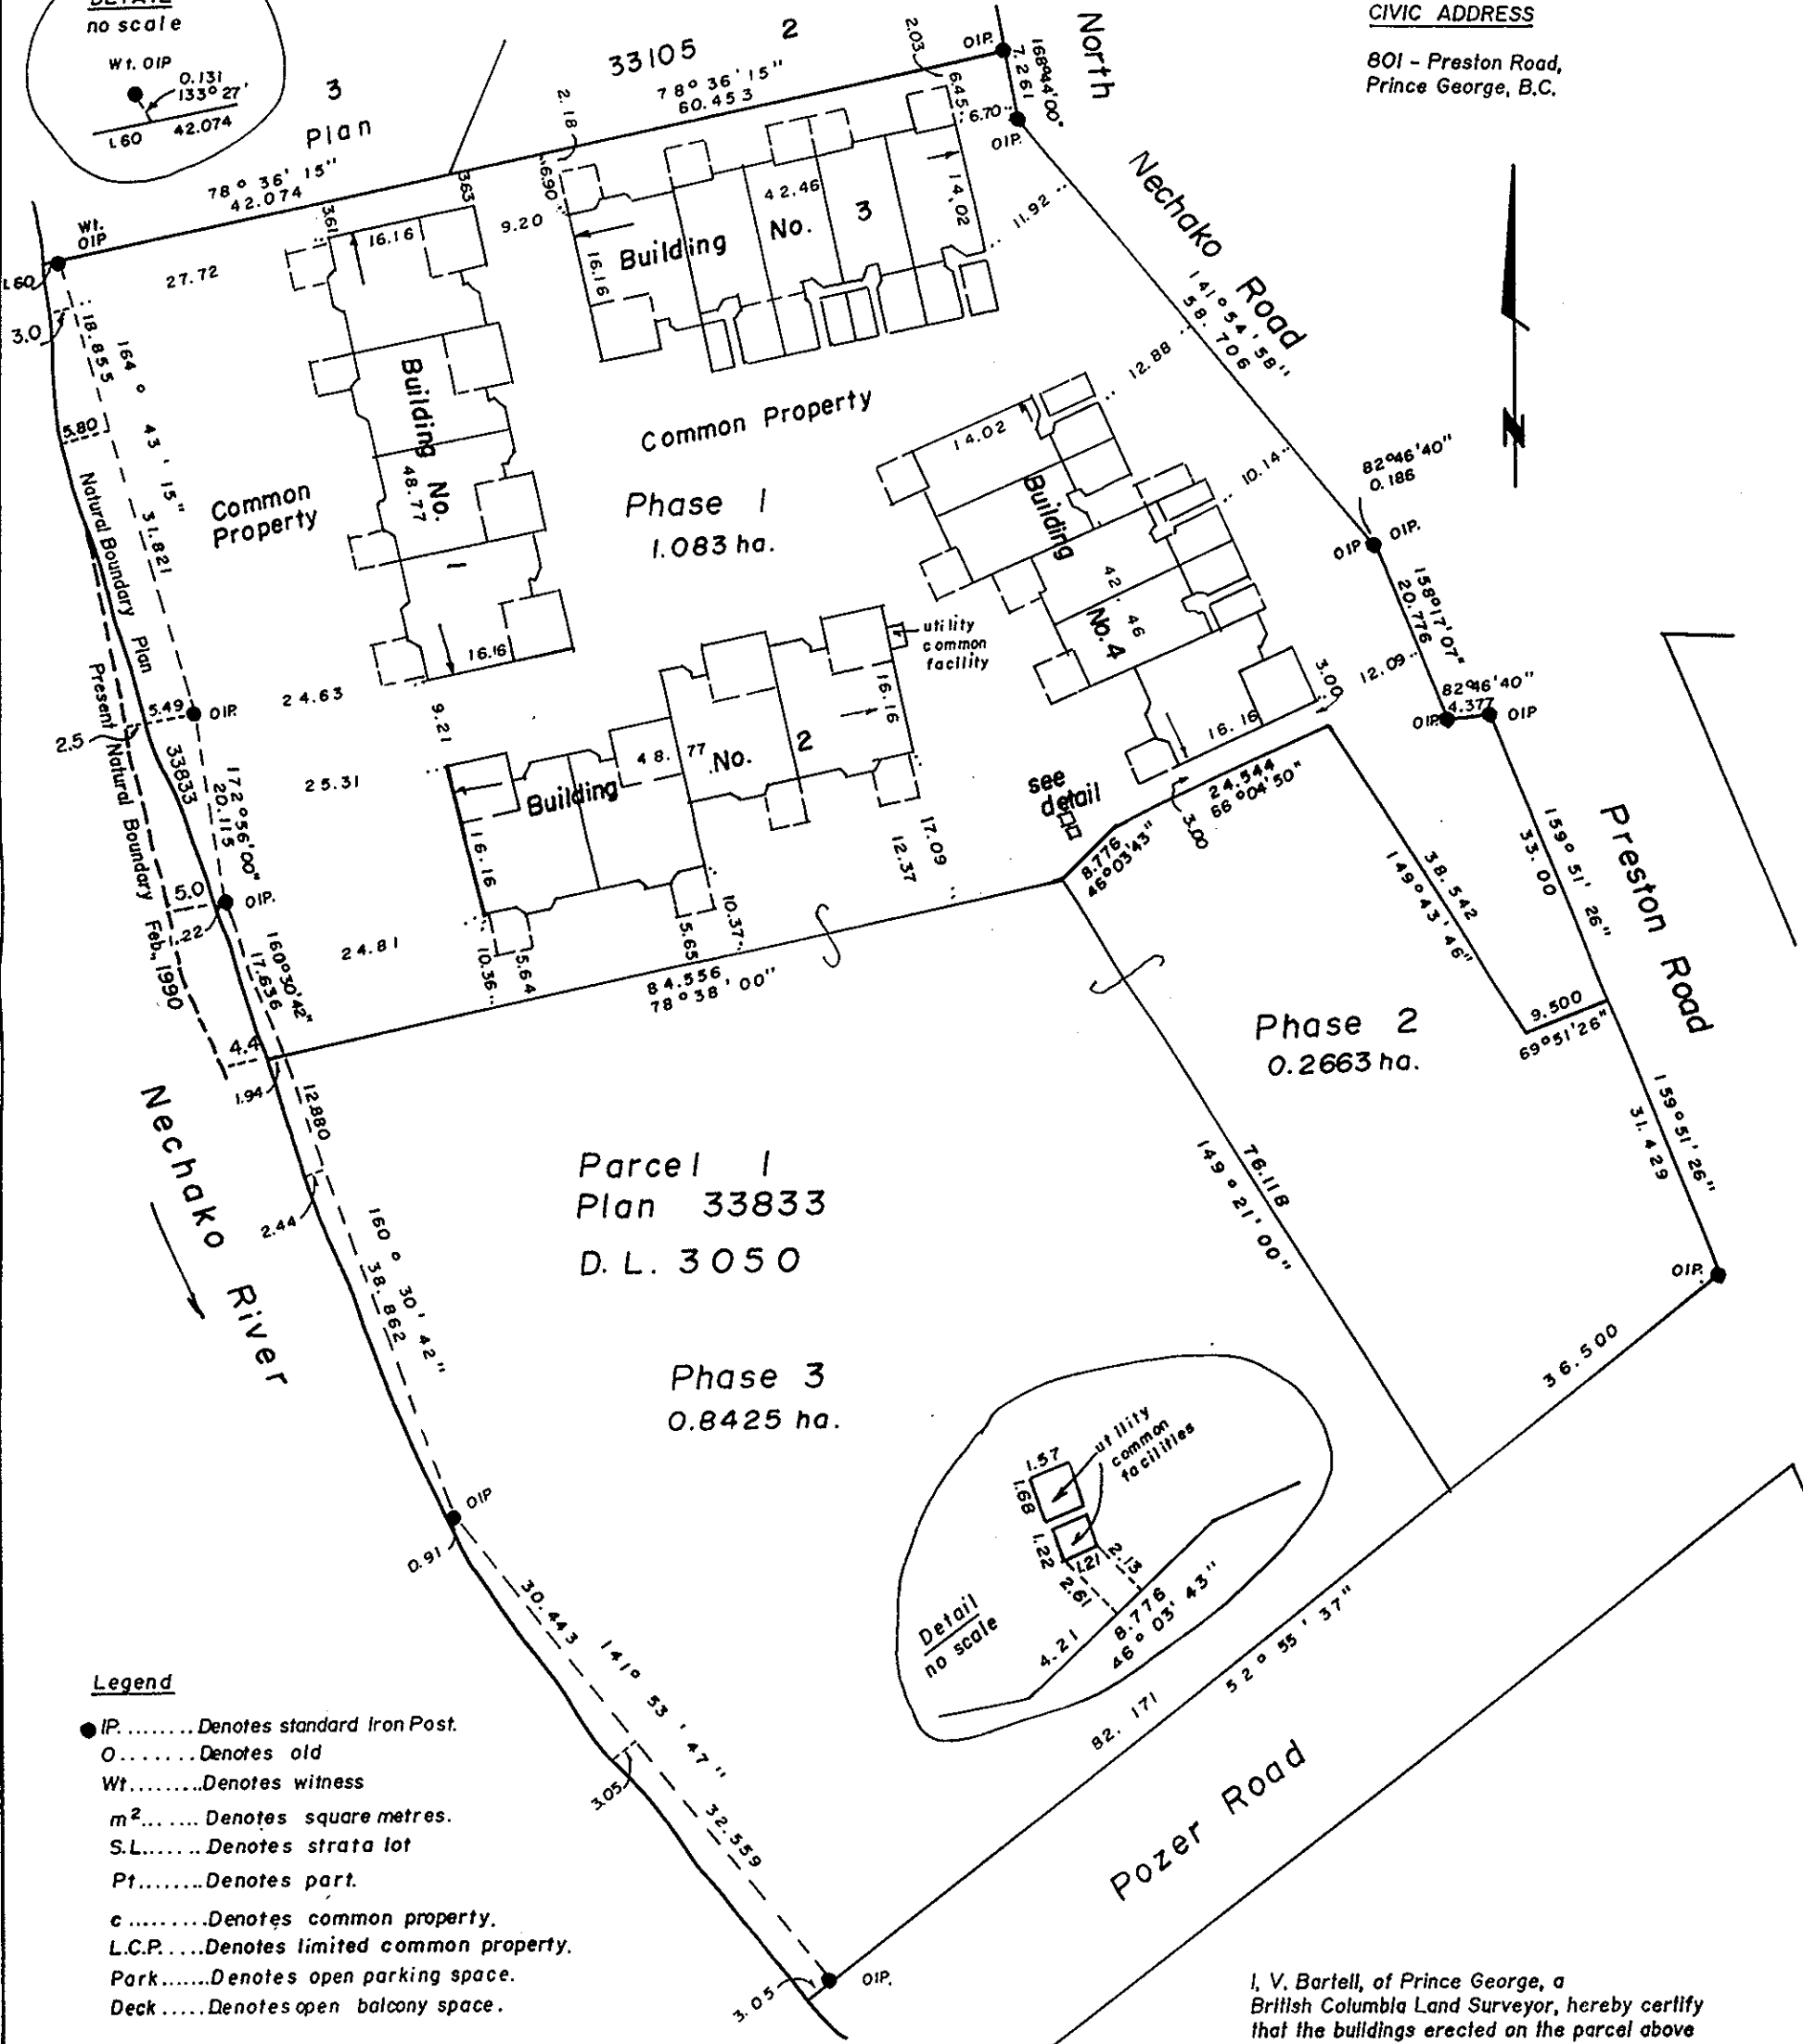 DETAIL
no scale
Wt. OIP
0.131
133° 27'
1.60 42.074
3
Plan
33105 2
78° 36' 15"
60.453
78° 36' 15"
42.074
CIVIC ADDRESS
801 - Preston Road,
Prince George, B.C.
North
Nechako Road
OIP.
168°44'00"
7.261
OIP.
2.03
6.45
6.70
2.18
6.90
3.63
3.61
Wt.
OIP
1.60
3.0
27.72
16.16
9.20
16.16
Building No. 3
42.46
14.02
11.92
141° 54' 58"
58.706
12.88
10.14
82°46'40"
0.186
OIP. OIP.
N
164° 43' 15"
18.855
31.821
5.80
Natural Boundary Plan 33833
Present Natural Boundary Feb., 1990
Common
Property
Building No. 1
48.77
16.16
Common Property
Phase 1
1.083 ha.
14.02
Building No. 4
42.46
16.16
3.00
12.09
158°17'07"
20.776
82°46'40"
4.377
OIP. OIP
utility
common
facility
5.49 OIP.
2.5
24.63
9.21
25.31
172° 56' 00"
20.115
Building No. 2
48.77
16.16
16.16
see
detail
24.544
66° 04' 50"
3.00
8.776
46°03'43"
17.09
12.37
5.0 OIP.
1.22
24.81
10.36
5.64
5.65
10.37
84.556
78° 38' 00"
160°30'42"
17.636
4.4
1.94
12.880
38.542
149° 43' 46"
159° 51' 26"
33.00
Preston Road
9.500
69°51'26"
Phase 2
0.2663 ha.
159° 51' 26"
31.429
76.118
149° 21' 00"
OIP.
36.500
Nechako River
2.44
160° 30' 42"
38.862
Parcel 1
Plan 33833
D. L. 3050
Phase 3
0.8425 ha.
OIP
0.91
30.443
141° 53' 47"
32.559
3.05
3.05
OIP.
1.57
1.68
utility
common
facilities
1.22
1.21
2.13
2.61
4.21
8.776
46° 03' 43"
Detail
no scale
82.171
52° 55' 37"
Pozer Road
Legend
IP......... Denotes standard Iron Post.
O....... Denotes old
Wt.........Denotes witness
m²....... Denotes square metres.
S.L....... Denotes strata lot
Pt........Denotes part.
c .........Denotes common property.
L.C.P.....Denotes limited common property.
Park.......Denotes open parking space.
Deck .....Denotes open balcony space.
I, V. Bartell, of Prince George, a
British Columbia Land Surveyor, hereby certify
that the buildings erected on the parcel above